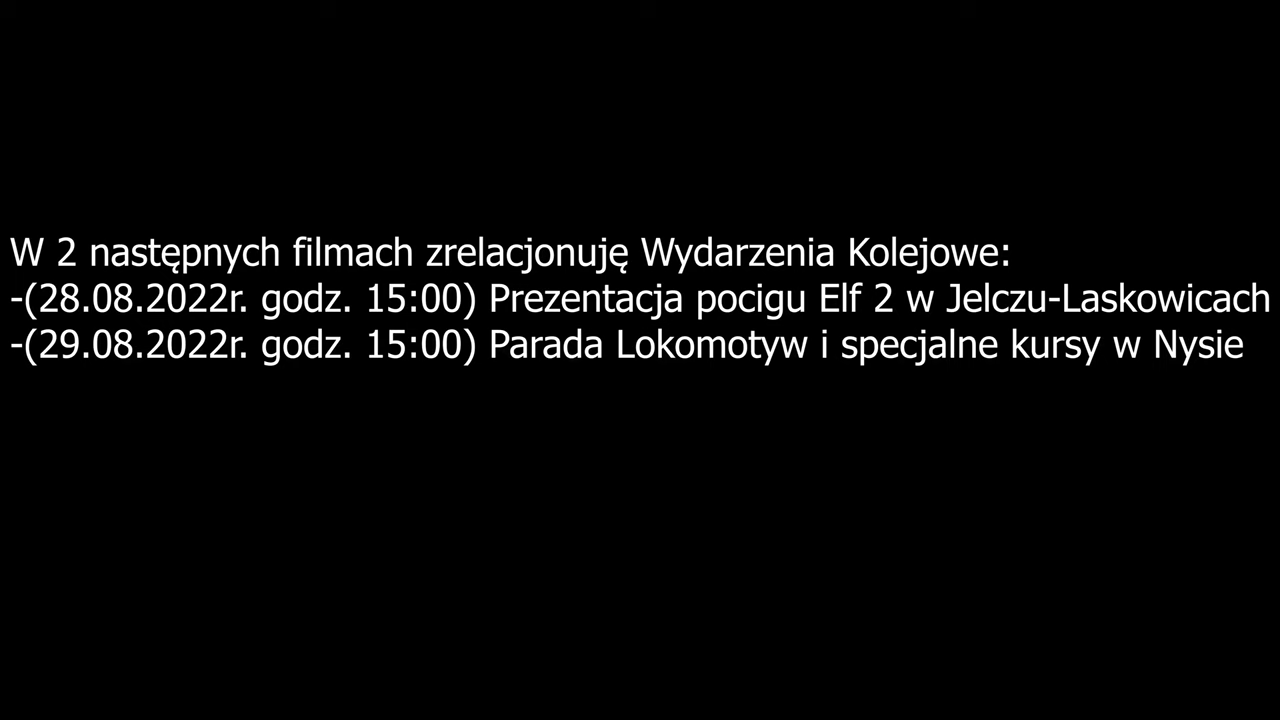 W 2 następnych filmach zrelacjonuję Wydarzenia Kolejowe:
-(28.08.2022r. godz. 15:00) Prezentacja pocigu Elf 2 w Jelczu-Laskowicach
-(29.08.2022r. godz. 15:00) Parada Lokomotyw i specjalne kursy w Nysie